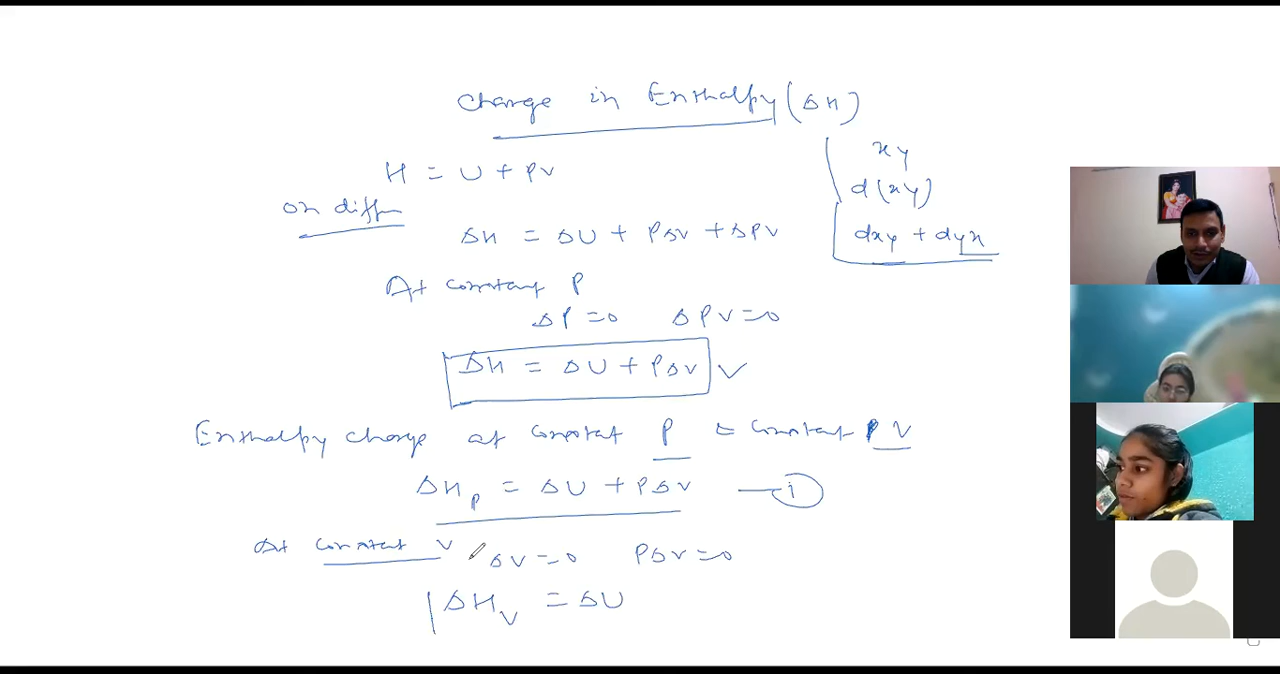 Change in Enthalpy (ΔH)
H = U + PV
on diffn
ΔH = ΔU + PΔV + ΔPV
xy
d(xy)
dxy + dyx
At constant P
ΔP = 0 ΔPV = 0
ΔH = ΔU + PΔV
Enthalpy change at constant P & constant V
ΔH_P = ΔU + PΔV — i
At constant V ΔV = 0 PΔV = 0
ΔH_V = ΔU